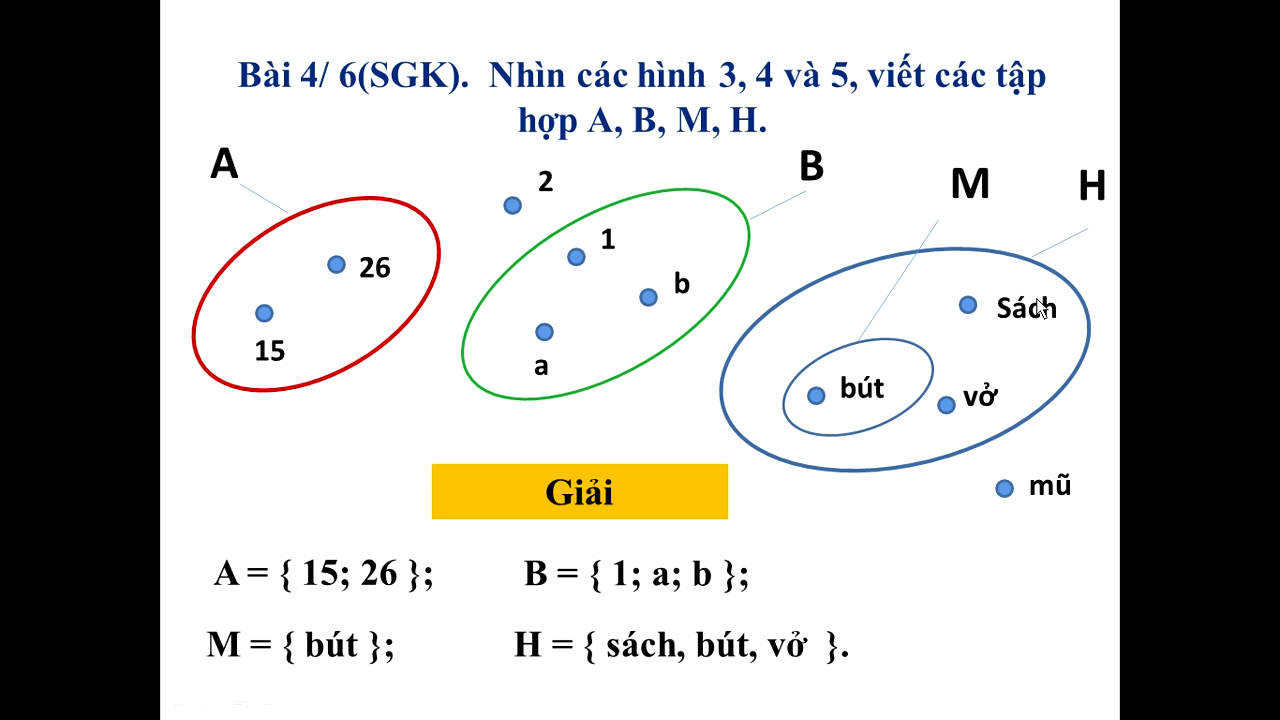 Bài 4/ 6(SGK).  Nhìn các hình 3, 4 và 5, viết các tập
hợp A, B, M, H.
A
2
B
M
H
1
26
b
Sách
15
a
bút
vở
mũ
Giải
A = { 15; 26 };
B = { 1; a; b };
M = { bút };
H = { sách, bút, vở  }.